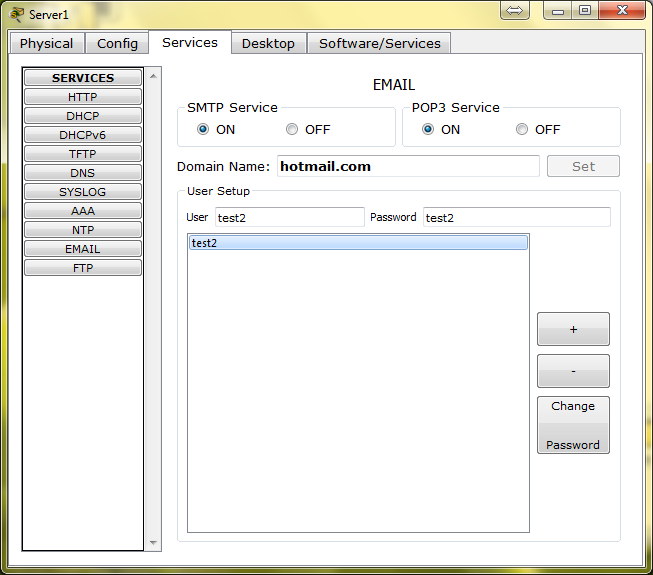 Server1
Physical Config Services Desktop Software/Services
SERVICES
HTTP
DHCP
DHCPv6
TFTP
DNS
SYSLOG
AAA
NTP
EMAIL
FTP
EMAIL
SMTP Service
ON OFF
POP3 Service
ON OFF
Domain Name: hotmail.com Set
User Setup
User test2 Password test2
test2
+
-
Change
Password